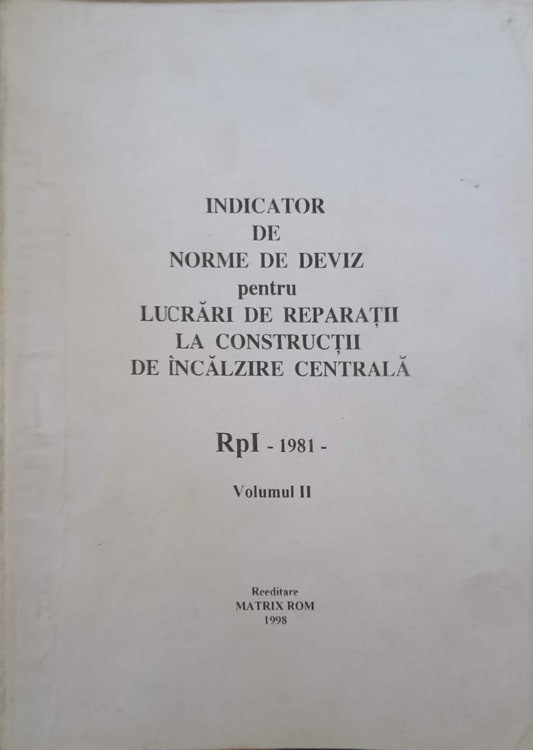 INDICATOR
DE
NORME DE DEVIZ
pentru
LUCRĂRI DE REPARAȚII
LA CONSTRUCȚII
DE ÎNCĂLZIRE CENTRALĂ
RpI - 1981 -
Volumul II
Reeditare
MATRIX ROM
1998